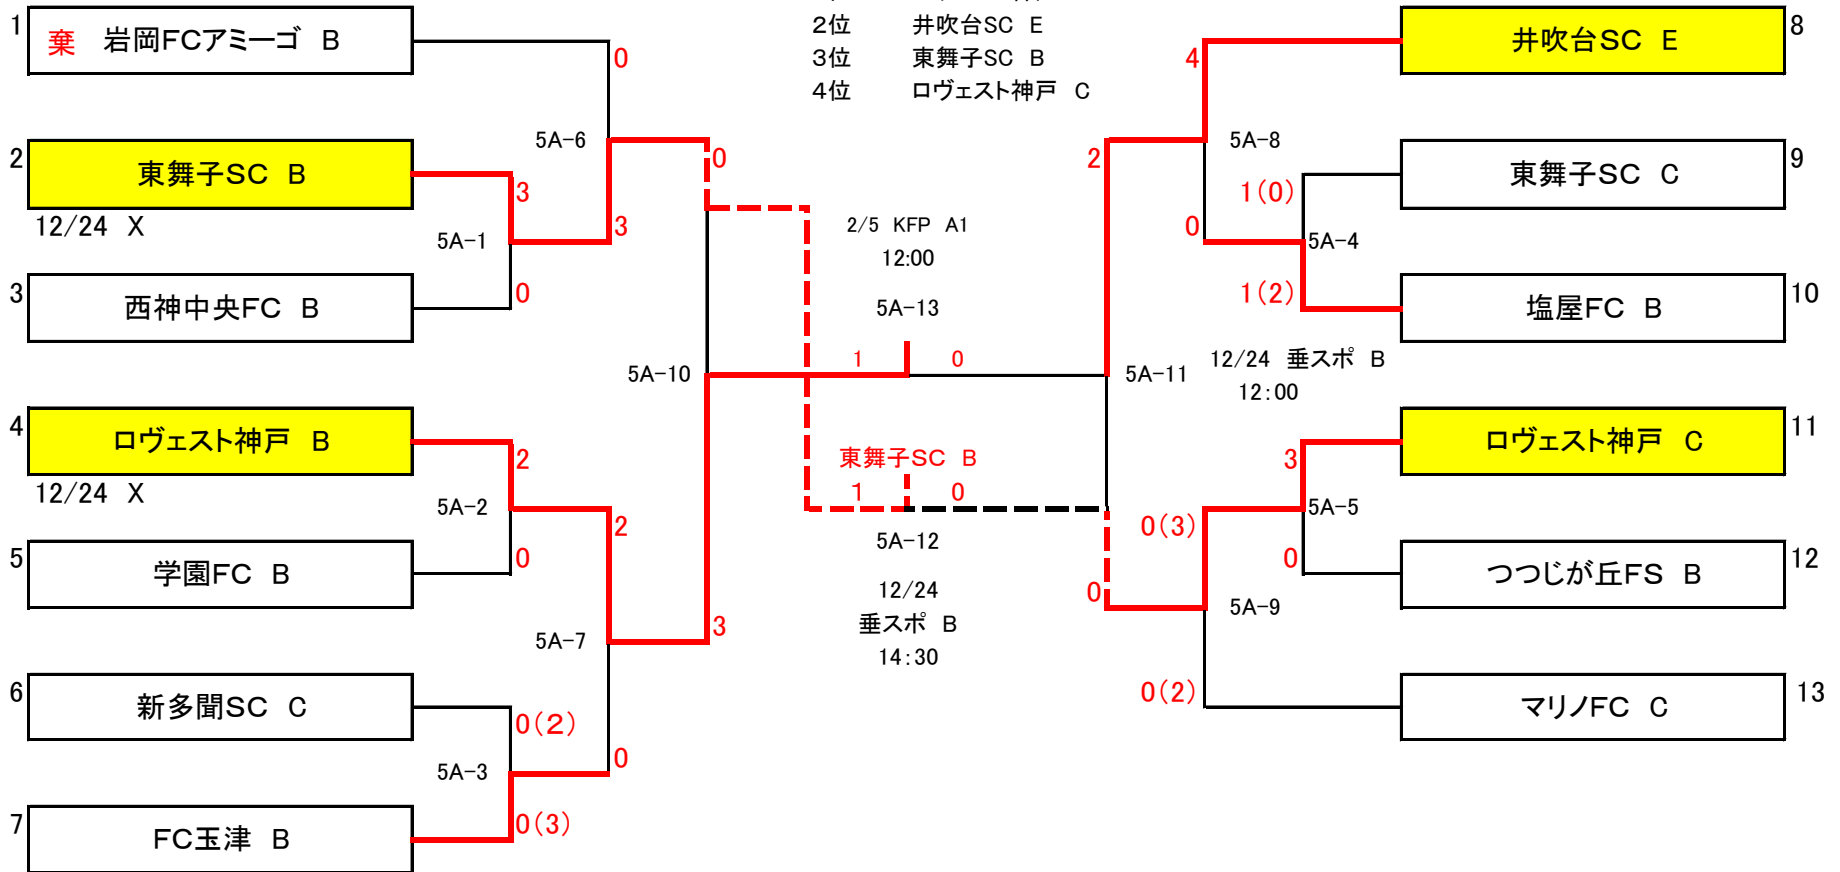 2位 井吹台SC E
3位 東舞子SC B
4位 ロヴェスト神戸 C
1 棄 岩岡FCアミーゴ B
0
5A-6
2 東舞子SC B
12/24 X
3
5A-1
3
0
3 西神中央FC B
0
5A-10
4 ロヴェスト神戸 B
12/24 X
2
5A-2
2
5 学園FC B
0
5A-7
3
6 新多聞SC C
0(2)
5A-3
0
7 FC玉津 B
0(3)
2/5 KFP A1
12:00
5A-13
1 0
東舞子SC B
1 0
5A-12
12/24
垂スポ B
14:30
井吹台SC E 8
4
5A-8
2
東舞子SC C 9
1(0)
0
5A-4
1(2)
塩屋FC B 10
5A-11
12/24 垂スポ B
12:00
ロヴェスト神戸 C 11
3
5A-5
0(3)
0
つつじが丘FS B 12
0
5A-9
0(2)
マリノFC C 13